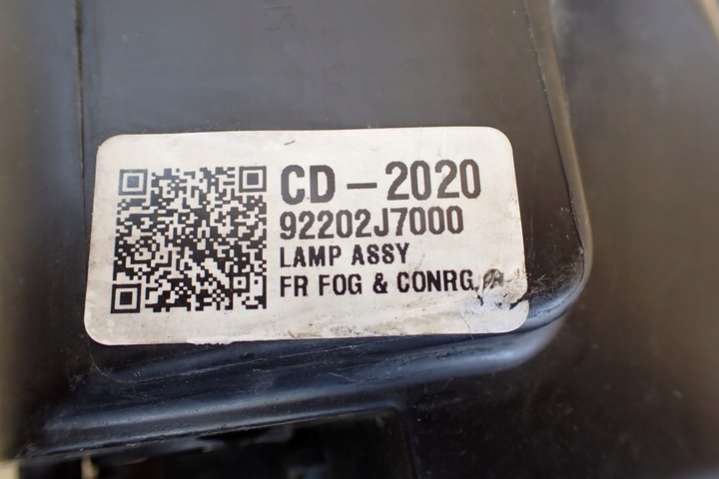 CD-2020
92202J7000
LAMP ASSY
FR FOG & CONRG,